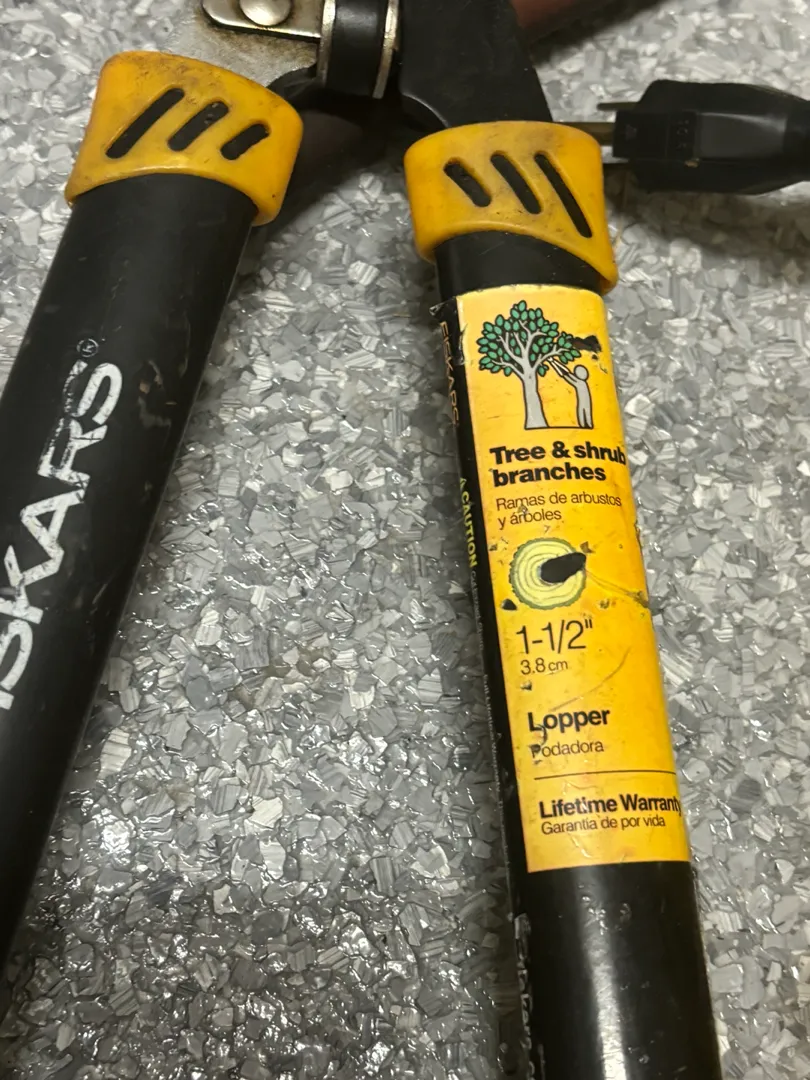 ISKARS®
FISKARS
⚠CAUTION
Tree & shrub
branches
Ramas de arbustos
y árboles
1-1/2"
3.8 cm
Lopper
Podadora
Lifetime Warranty
Garantía de por vida